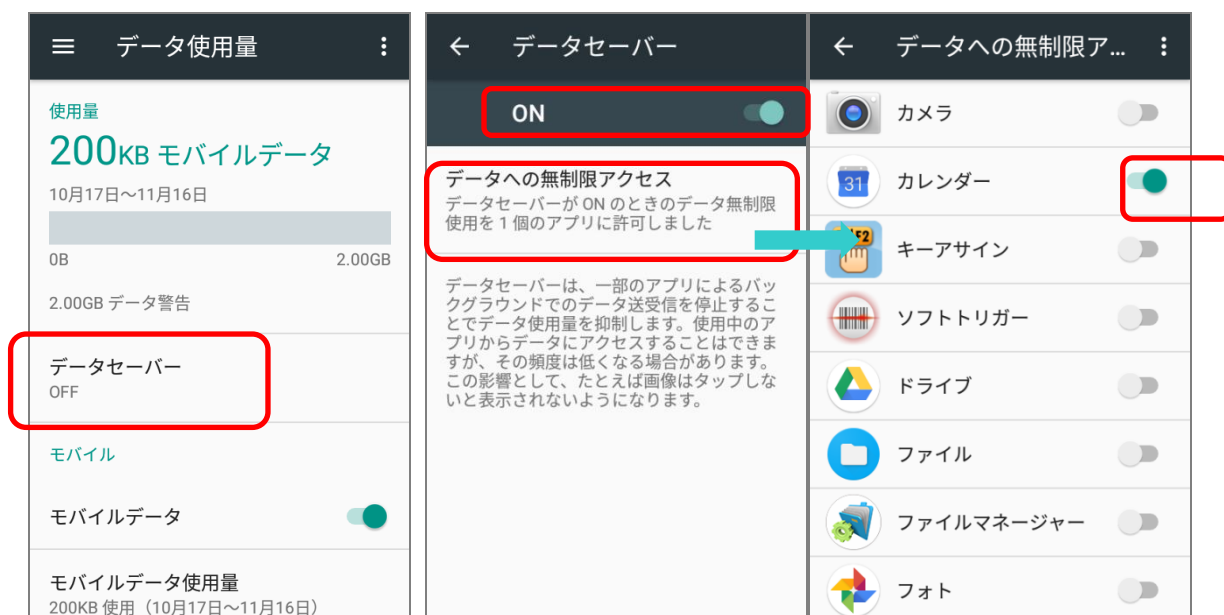 データ使用量
使用量
200KB モバイルデータ
10月17日～11月16日
0B
2.00GB
2.00GB データ警告
データセーバー
OFF
モバイル
モバイルデータ
モバイルデータ使用量
200KB 使用（10月17日～11月16日）
データセーバー
ON
データへの無制限アクセス
データセーバーが ON のときのデータ無制限
使用を 1 個のアプリに許可しました
データセーバーは、一部のアプリによるバッ
クグラウンドでのデータ送受信を停止するこ
とでデータ使用量を抑制します。使用中のア
プリからデータにアクセスすることはできま
すが、その頻度は低くなる場合があります。
この影響として、たとえば画像はタップしな
いと表示されないようになります。
データへの無制限ア...
カメラ
31
カレンダー
F2
キーアサイン
ソフトトリガー
ドライブ
ファイル
ファイルマネージャー
フォト